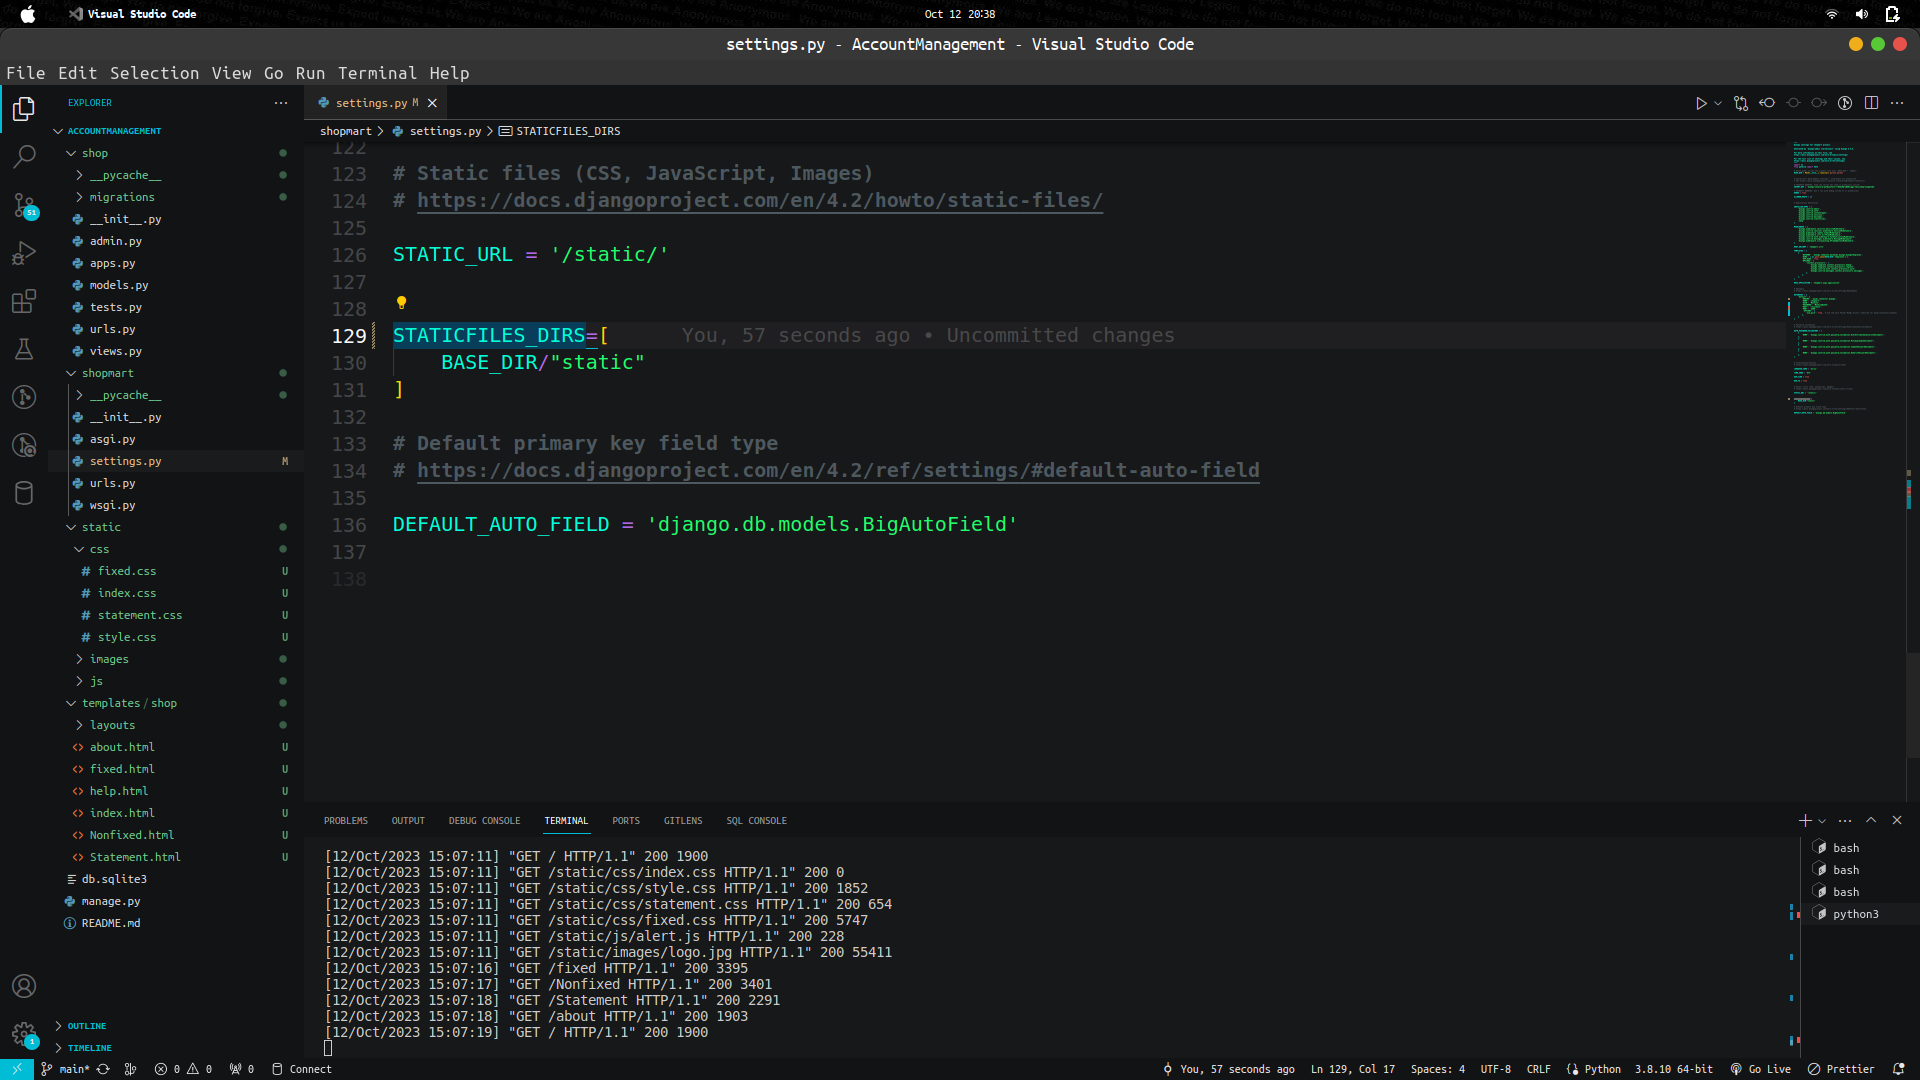 Visual Studio Code
Oct 12 20:38
settings.py - AccountManagement - Visual Studio Code
File Edit Selection View Go Run Terminal Help
EXPLORER
ACCOUNTMANAGEMENT
shop
__pycache__
migrations
__init__.py
admin.py
apps.py
models.py
tests.py
urls.py
views.py
shopmart
__pycache__
__init__.py
asgi.py
settings.py M
urls.py
wsgi.py
static
css
# fixed.css U
# index.css U
# statement.css U
# style.css U
images
js
templates/shop
layouts
<> about.html U
<> fixed.html U
<> help.html U
<> index.html U
<> Nonfixed.html U
<> Statement.html U
db.sqlite3
manage.py
README.md
OUTLINE
TIMELINE
51
1
settings.py M
shopmart > settings.py > STATICFILES_DIRS
122
123 # Static files (CSS, JavaScript, Images)
124 # https://docs.djangoproject.com/en/4.2/howto/static-files/
125
126 STATIC_URL = '/static/'
127
128
129 STATICFILES_DIRS=[ You, 57 seconds ago • Uncommitted changes
130 BASE_DIR/"static"
131 ]
132
133 # Default primary key field type
134 # https://docs.djangoproject.com/en/4.2/ref/settings/#default-auto-field
135
136 DEFAULT_AUTO_FIELD = 'django.db.models.BigAutoField'
137
138
PROBLEMS OUTPUT DEBUG CONSOLE TERMINAL PORTS GITLENS SQL CONSOLE
[12/Oct/2023 15:07:11] "GET / HTTP/1.1" 200 1900
[12/Oct/2023 15:07:11] "GET /static/css/index.css HTTP/1.1" 200 0
[12/Oct/2023 15:07:11] "GET /static/css/style.css HTTP/1.1" 200 1852
[12/Oct/2023 15:07:11] "GET /static/css/statement.css HTTP/1.1" 200 654
[12/Oct/2023 15:07:11] "GET /static/css/fixed.css HTTP/1.1" 200 5747
[12/Oct/2023 15:07:11] "GET /static/js/alert.js HTTP/1.1" 200 228
[12/Oct/2023 15:07:11] "GET /static/images/logo.jpg HTTP/1.1" 200 55411
[12/Oct/2023 15:07:16] "GET /fixed HTTP/1.1" 200 3395
[12/Oct/2023 15:07:17] "GET /Nonfixed HTTP/1.1" 200 3401
[12/Oct/2023 15:07:18] "GET /Statement HTTP/1.1" 200 2291
[12/Oct/2023 15:07:18] "GET /about HTTP/1.1" 200 1903
[12/Oct/2023 15:07:19] "GET / HTTP/1.1" 200 1900
bash
bash
bash
python3
main* 0 0 0 Connect
You, 57 seconds ago Ln 129, Col 17 Spaces: 4 UTF-8 CRLF Python 3.8.10 64-bit Go Live Prettier